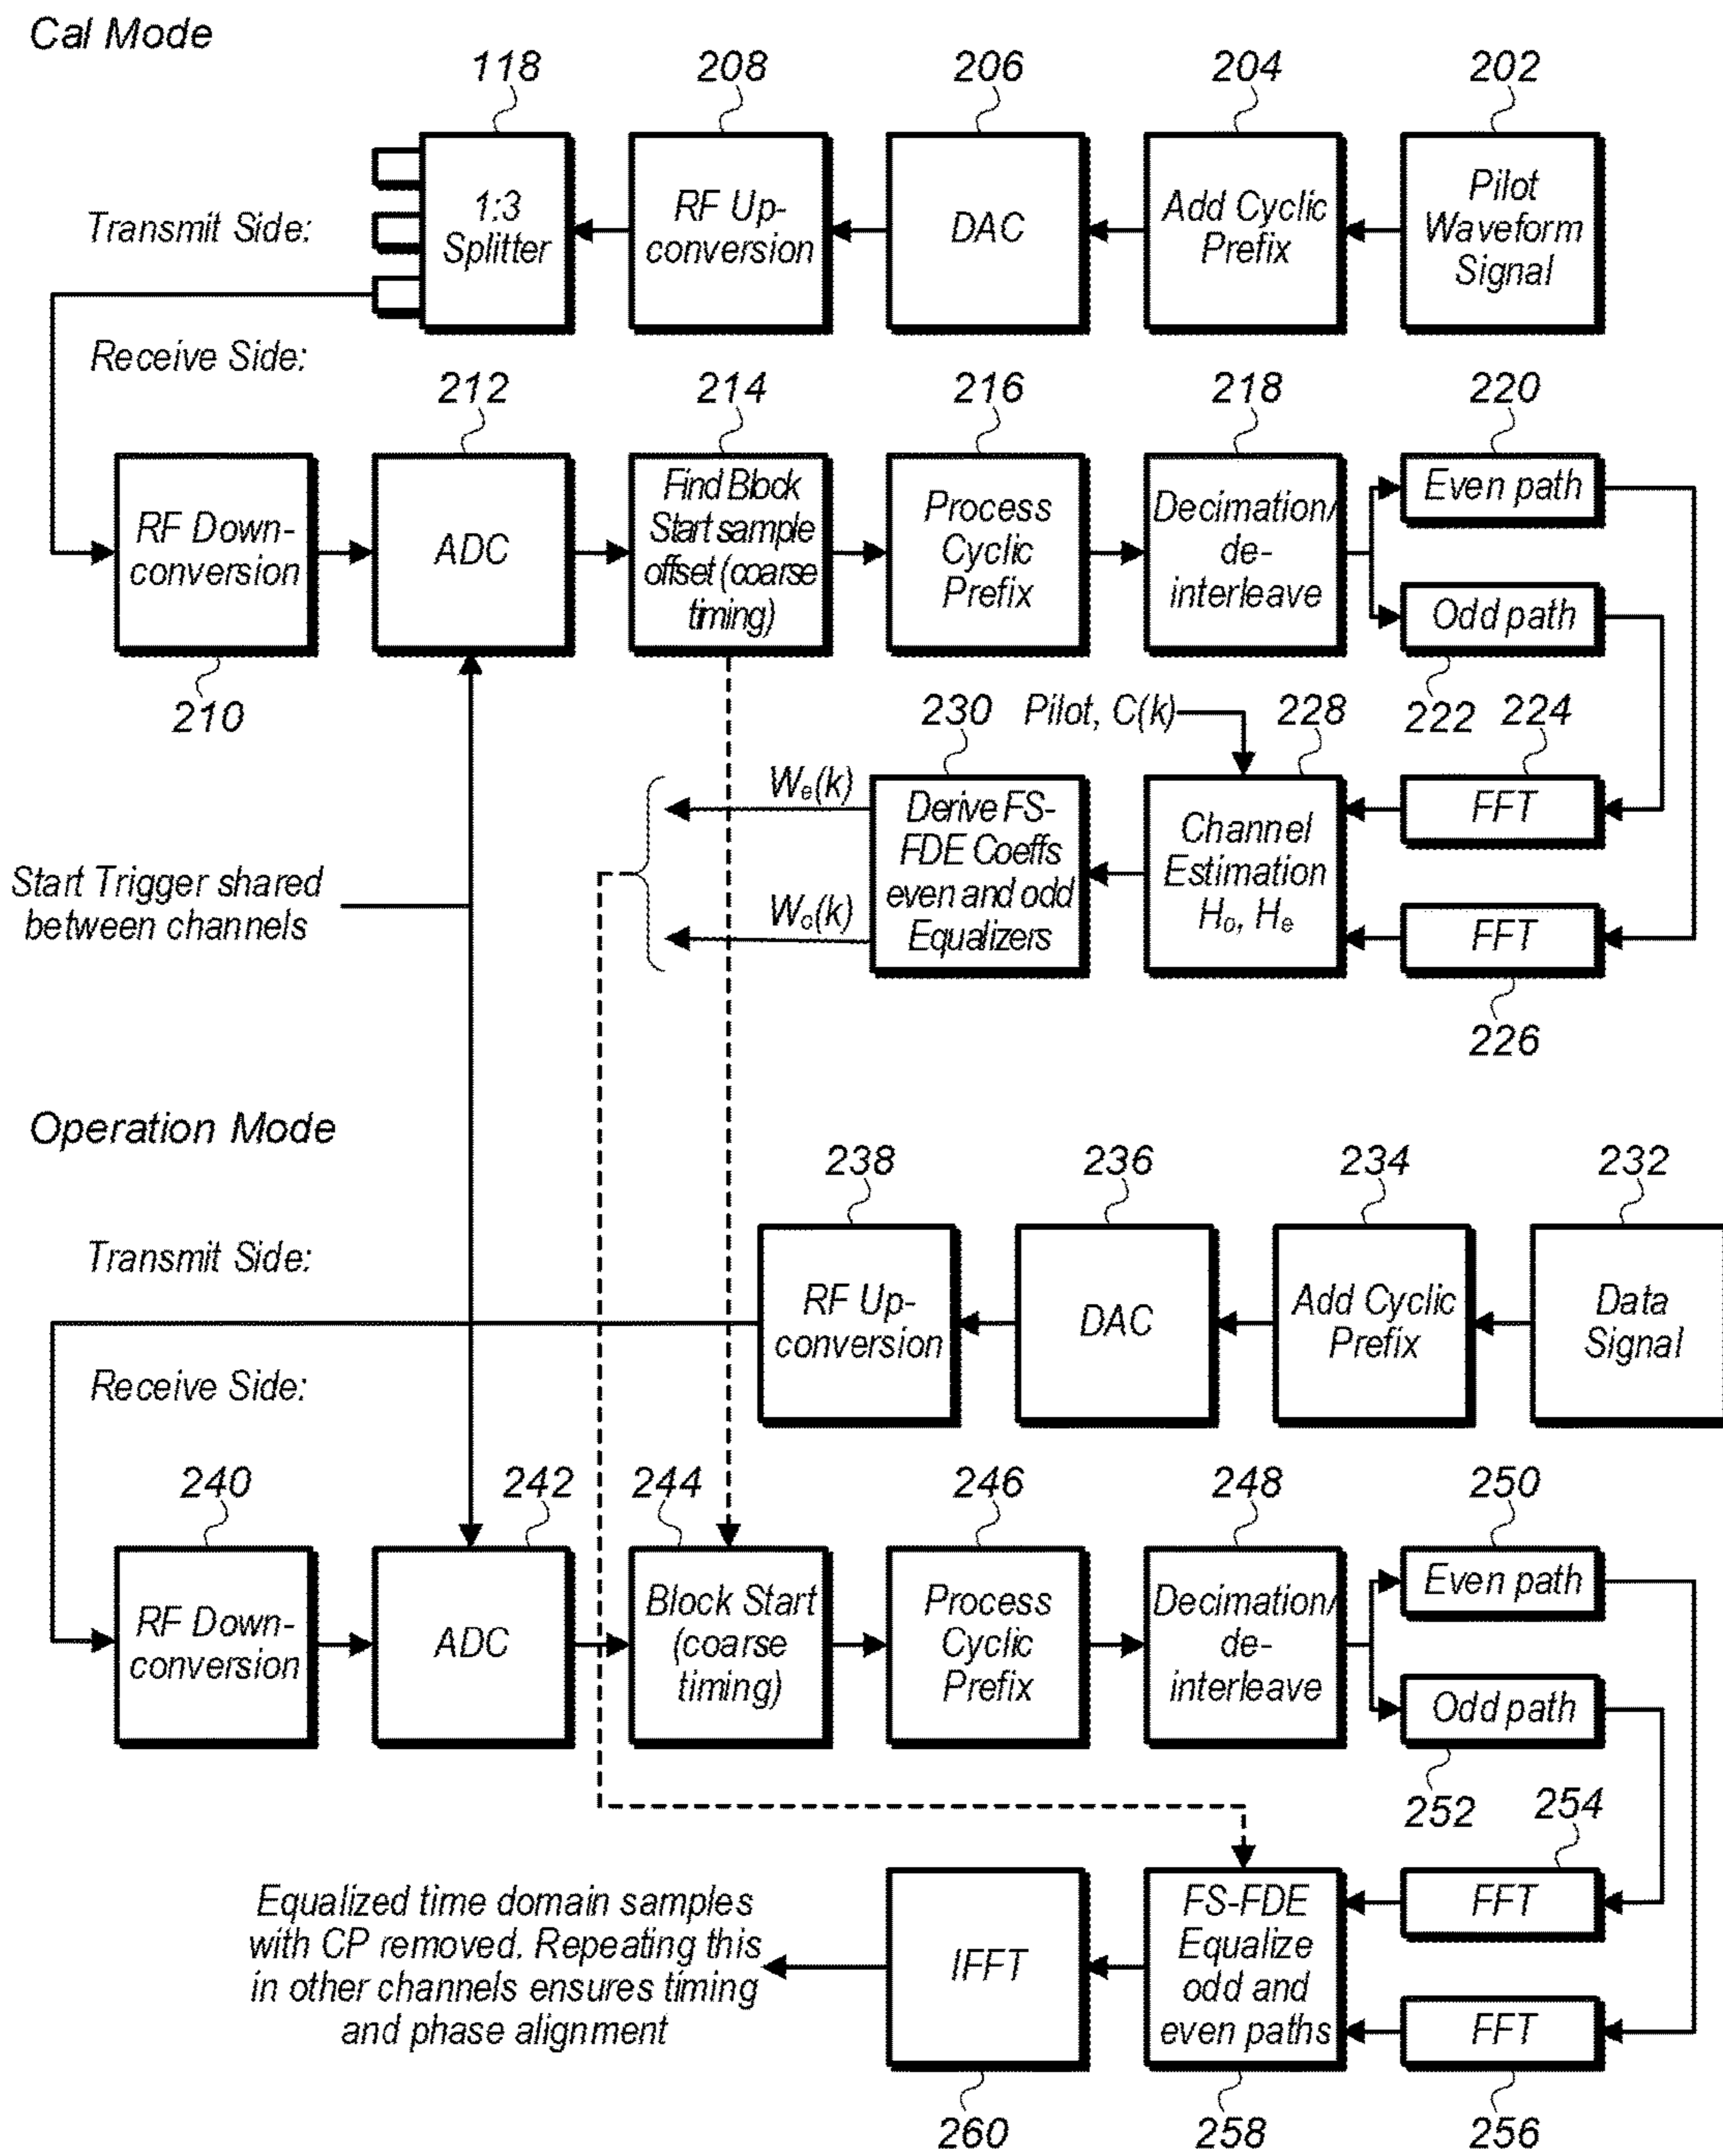 Cal Mode
118
208
206
204
202
Transmit Side:
1:3
Splitter
RF Up-
conversion
DAC
Add Cyclic
Prefix
Pilot
Waveform
Signal
Receive Side:
212
214
216
218
220
RF Down-
conversion
ADC
Find Block
Start sample
offset (coarse
timing)
Process
Cyclic
Prefix
Decimation/
de-
interleave
Even path
Odd path
210
230
Pilot, C(k)
228
222
224
Start Trigger shared
between channels
Wₑ(k)
Wₒ(k)
Derive FS-
FDE Coeffs
even and odd
Equalizers
Channel
Estimation
Hₒ, Hₑ
FFT
FFT
226
Operation Mode
238
236
234
232
Transmit Side:
RF Up-
conversion
DAC
Add Cyclic
Prefix
Data
Signal
Receive Side:
240
242
244
246
248
250
RF Down-
conversion
ADC
Block Start
(coarse
timing)
Process
Cyclic
Prefix
Decimation/
de-
interleave
Even path
Odd path
252
254
Equalized time domain samples
with CP removed. Repeating this
in other channels ensures timing
and phase alignment
IFFT
FS-FDE
Equalize
odd and
even paths
FFT
FFT
260
258
256